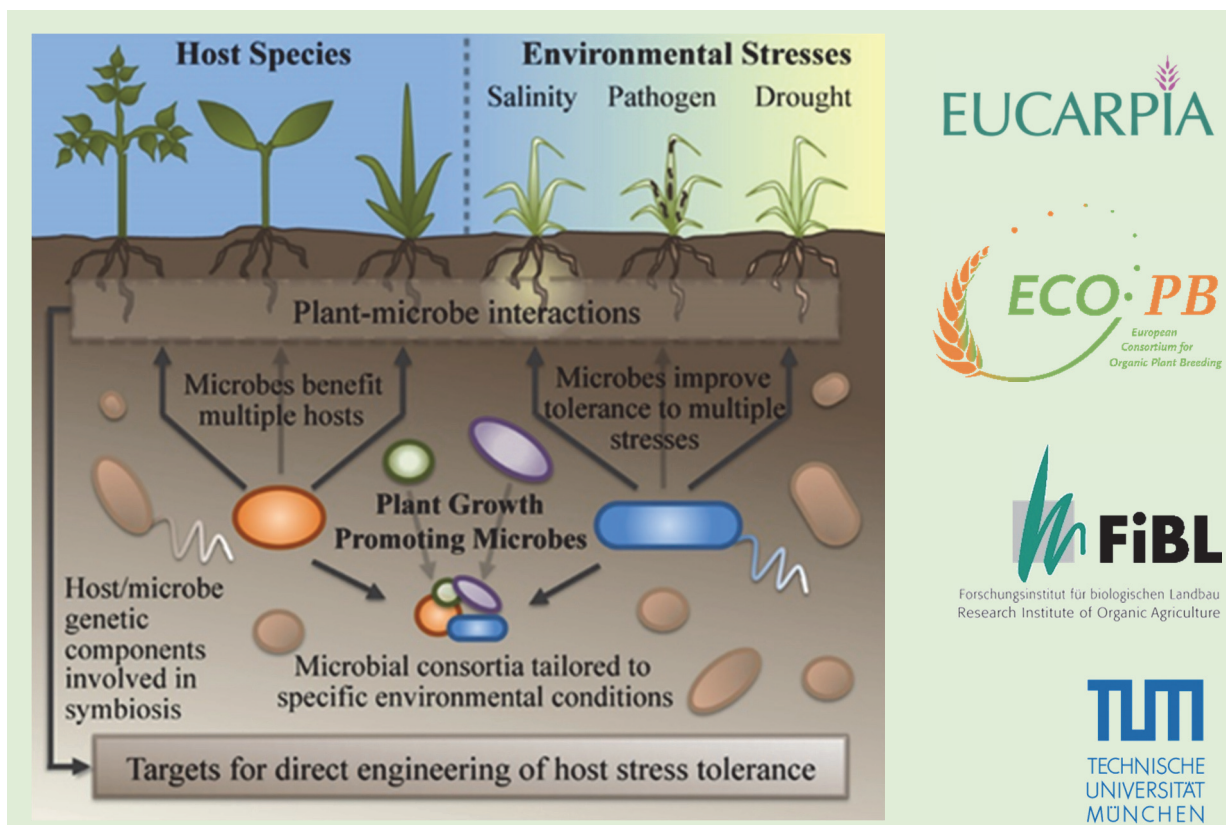 Host Species
Environmental Stresses
Salinity Pathogen Drought
Plant-microbe interactions
Microbes benefit
multiple hosts
Microbes improve
tolerance to multiple
stresses
Plant Growth
Promoting Microbes
Host/microbe
genetic
components
involved in
symbiosis
Microbial consortia tailored to
specific environmental conditions
Targets for direct engineering of host stress tolerance
EUCARPIA
ECO·PB
European
Consortium for
Organic Plant Breeding
FiBL
Forschungsinstitut für biologischen Landbau
Research Institute of Organic Agriculture
TUM
TECHNISCHE
UNIVERSITÄT
MÜNCHEN